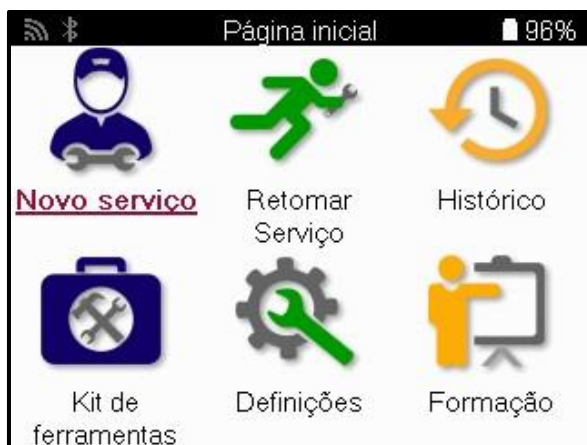 Página inicial 96%
Novo serviço
Retomar
Serviço
Histórico
Kit de
ferramentas
Definições
Formação